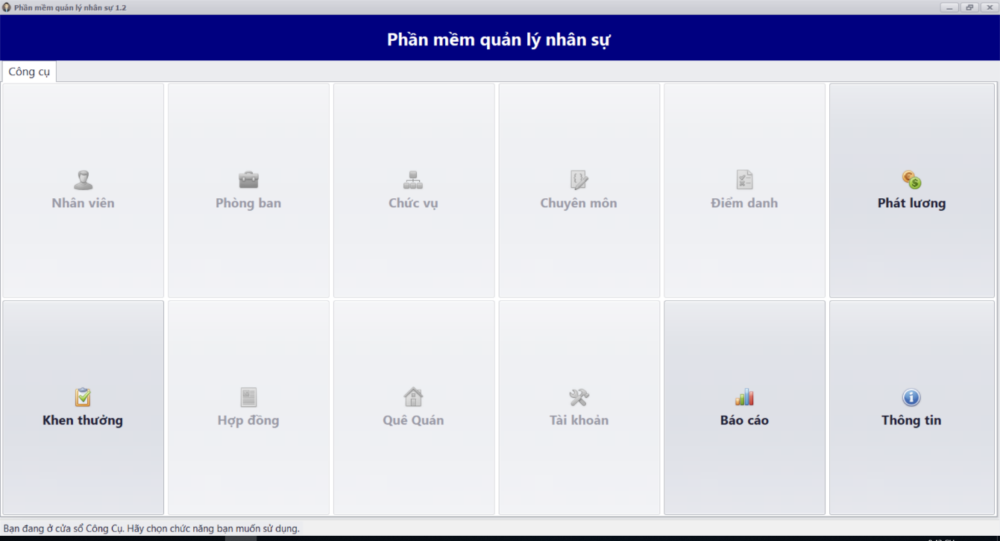 Phần mềm quản lý nhân sự 1.2
Phần mềm quản lý nhân sự
Công cụ
Nhân viên
Phòng ban
Chức vụ
Chuyên môn
Điểm danh
Phát lương
Khen thưởng
Hợp đồng
Quê Quán
Tài khoản
Báo cáo
Thông tin
Bạn đang ở cửa sổ Công Cụ. Hãy chọn chức năng bạn muốn sử dụng.